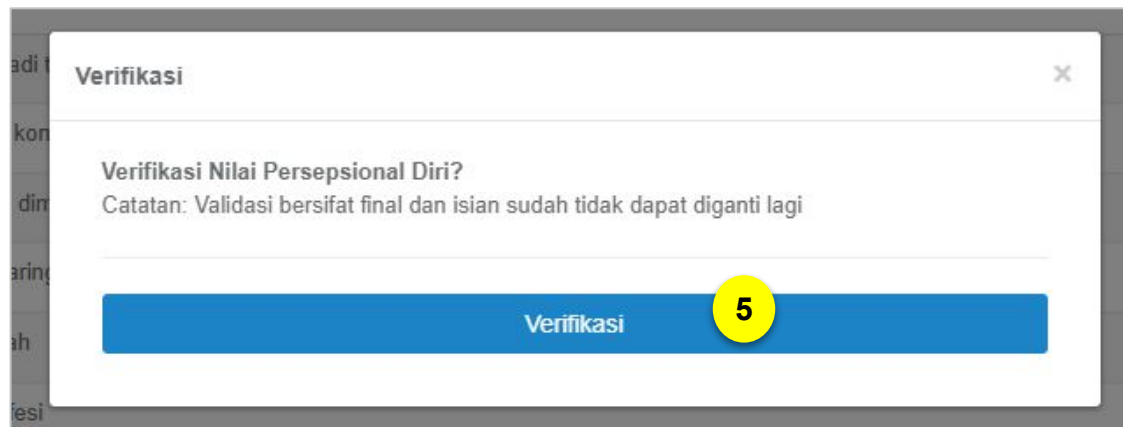 Verifikasi
×
Verifikasi Nilai Persepsional Diri?
Catatan: Validasi bersifat final dan isian sudah tidak dapat diganti lagi
Verifikasi
5